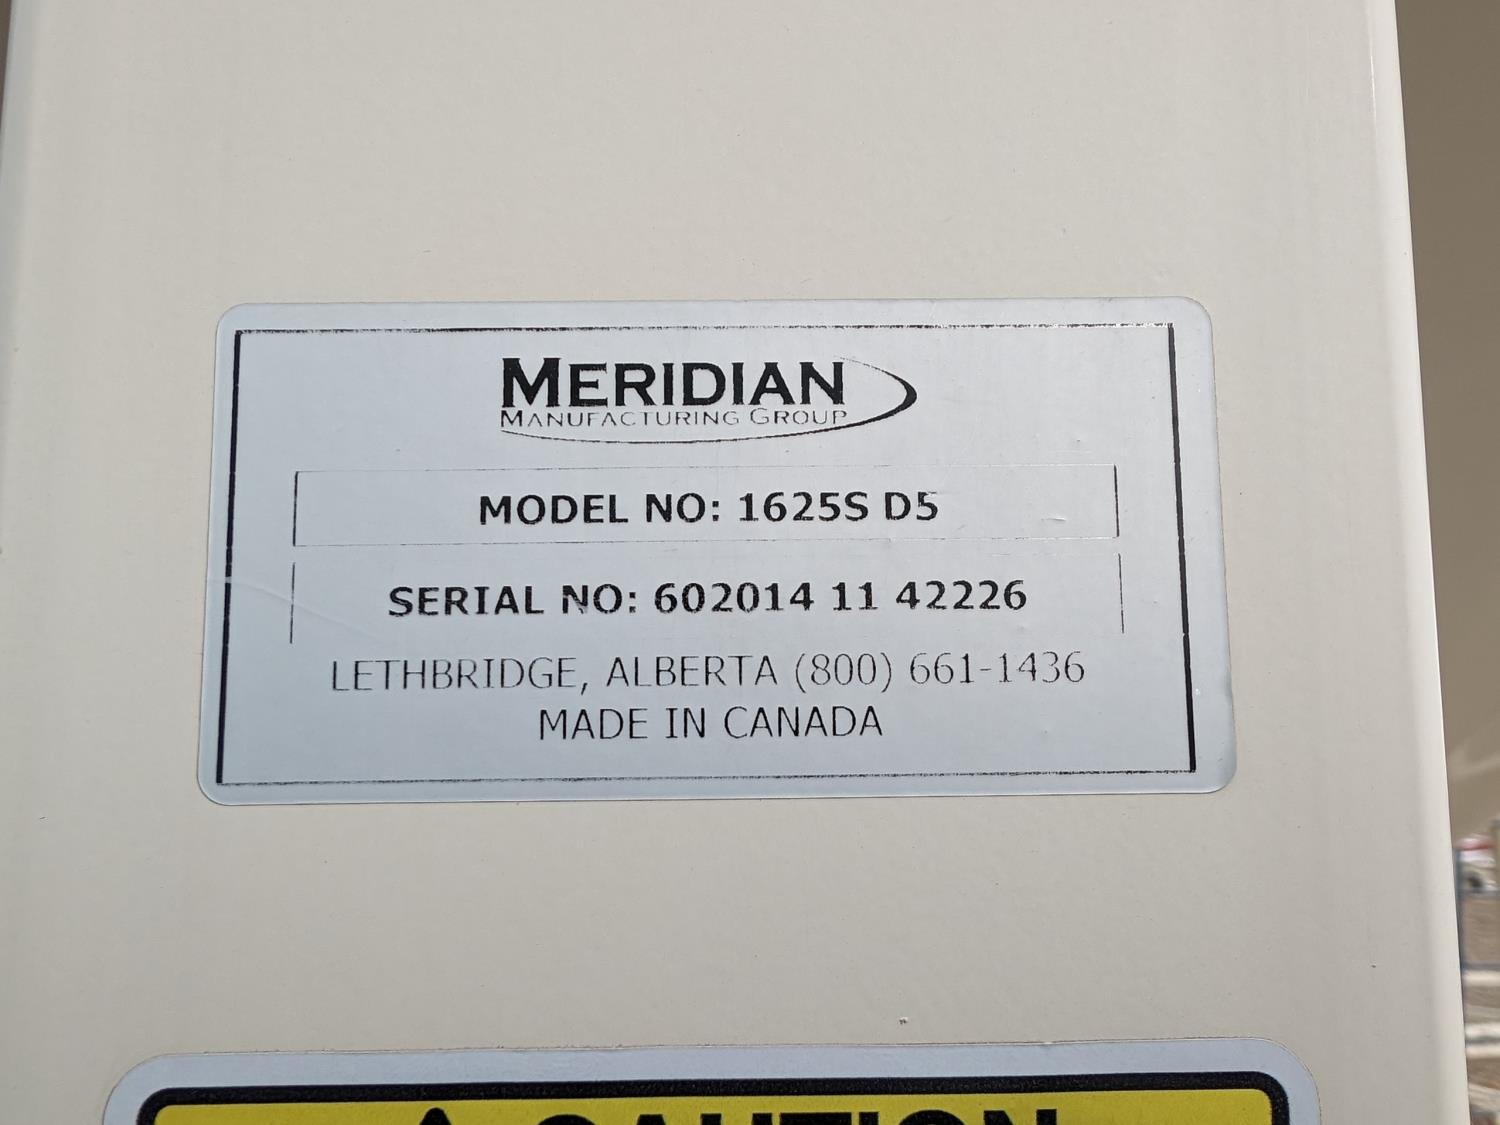 MERIDIAN
MANUFACTURING GROUP
MODEL NO: 1625S D5
SERIAL NO: 602014 11 42226
LETHBRIDGE, ALBERTA (800) 661-1436
MADE IN CANADA
CAUTION